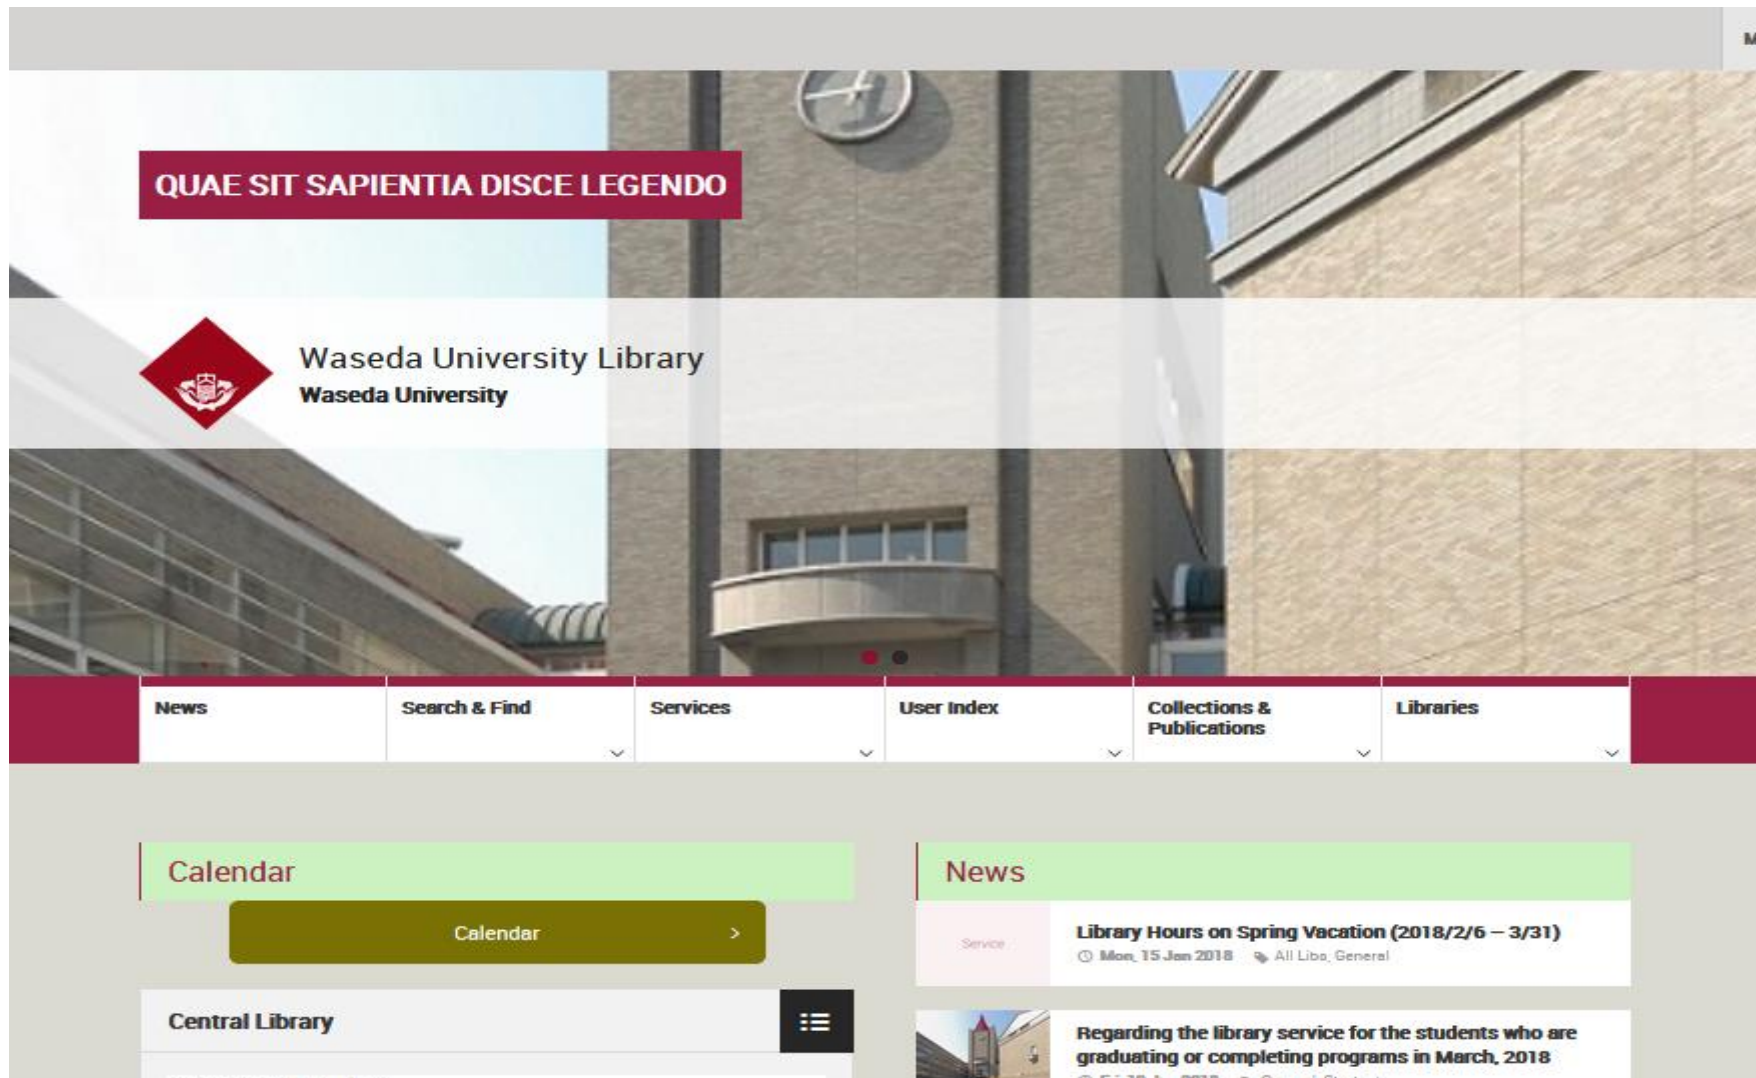 QUAE SIT SAPIENTIA DISCE LEGENDO
Waseda University Library
Waseda University
News
Search & Find
Services
User Index
Collections &
Publications
Libraries
Calendar
Calendar
Central Library
News
Service
Library Hours on Spring Vacation (2018/2/6 – 3/31)
Mon, 15 Jan 2018 All Libs, General
Regarding the library service for the students who are
graduating or completing programs in March, 2018